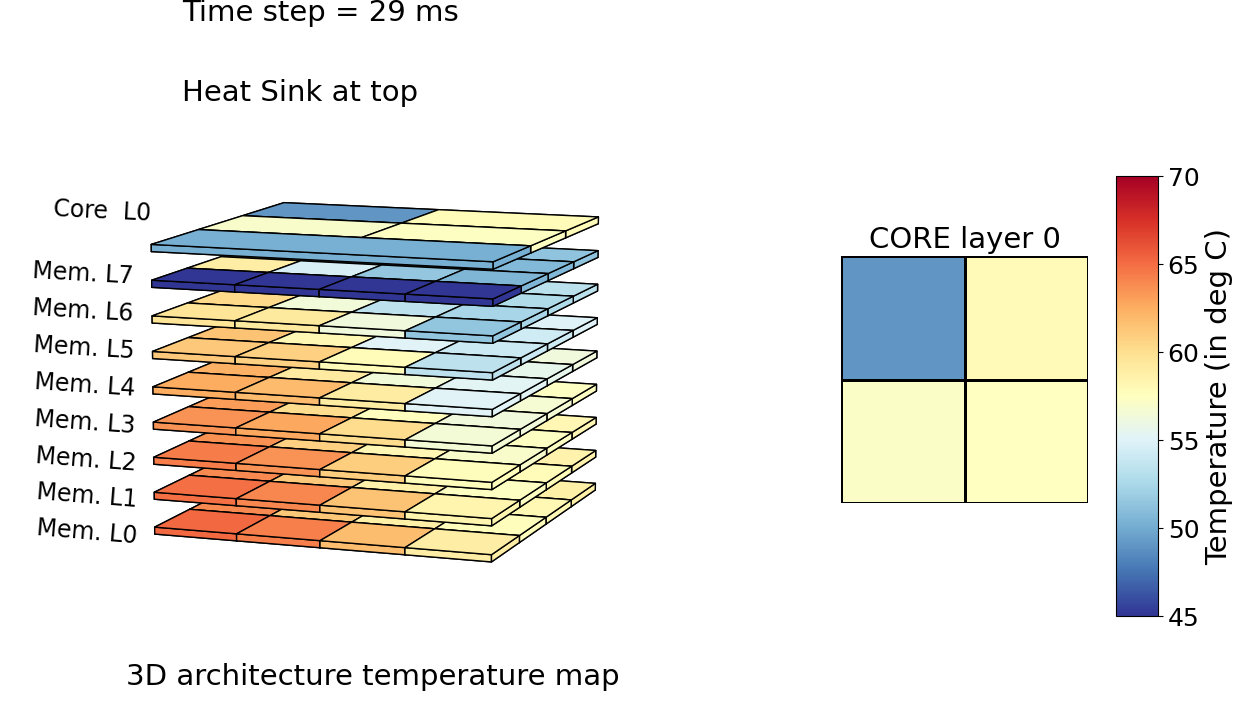 Time step = 29 ms
Heat Sink at top
Core  L0
Mem. L7
Mem. L6
Mem. L5
Mem. L4
Mem. L3
Mem. L2
Mem. L1
Mem. L0
3D architecture temperature map
CORE layer 0
70
65
60
55
50
45
Temperature (in deg C)